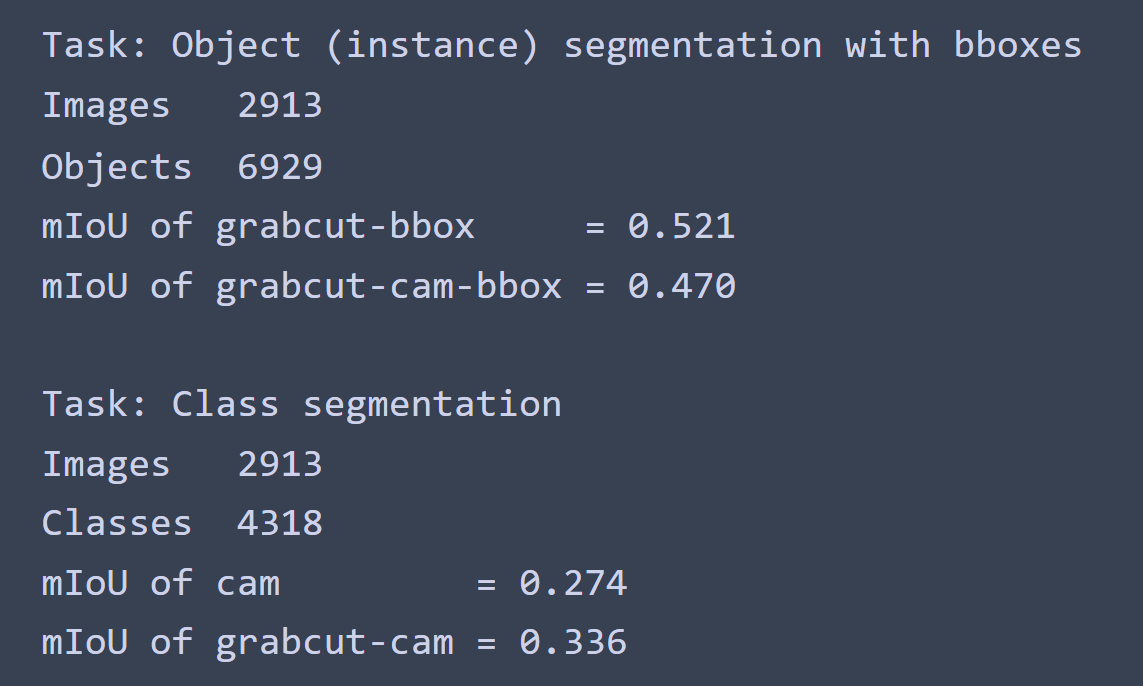 Task: Object (instance) segmentation with bboxes
Images   2913
Objects  6929
mIoU of grabcut-bbox     = 0.521
mIoU of grabcut-cam-bbox = 0.470
Task: Class segmentation
Images   2913
Classes  4318
mIoU of cam         = 0.274
mIoU of grabcut-cam = 0.336